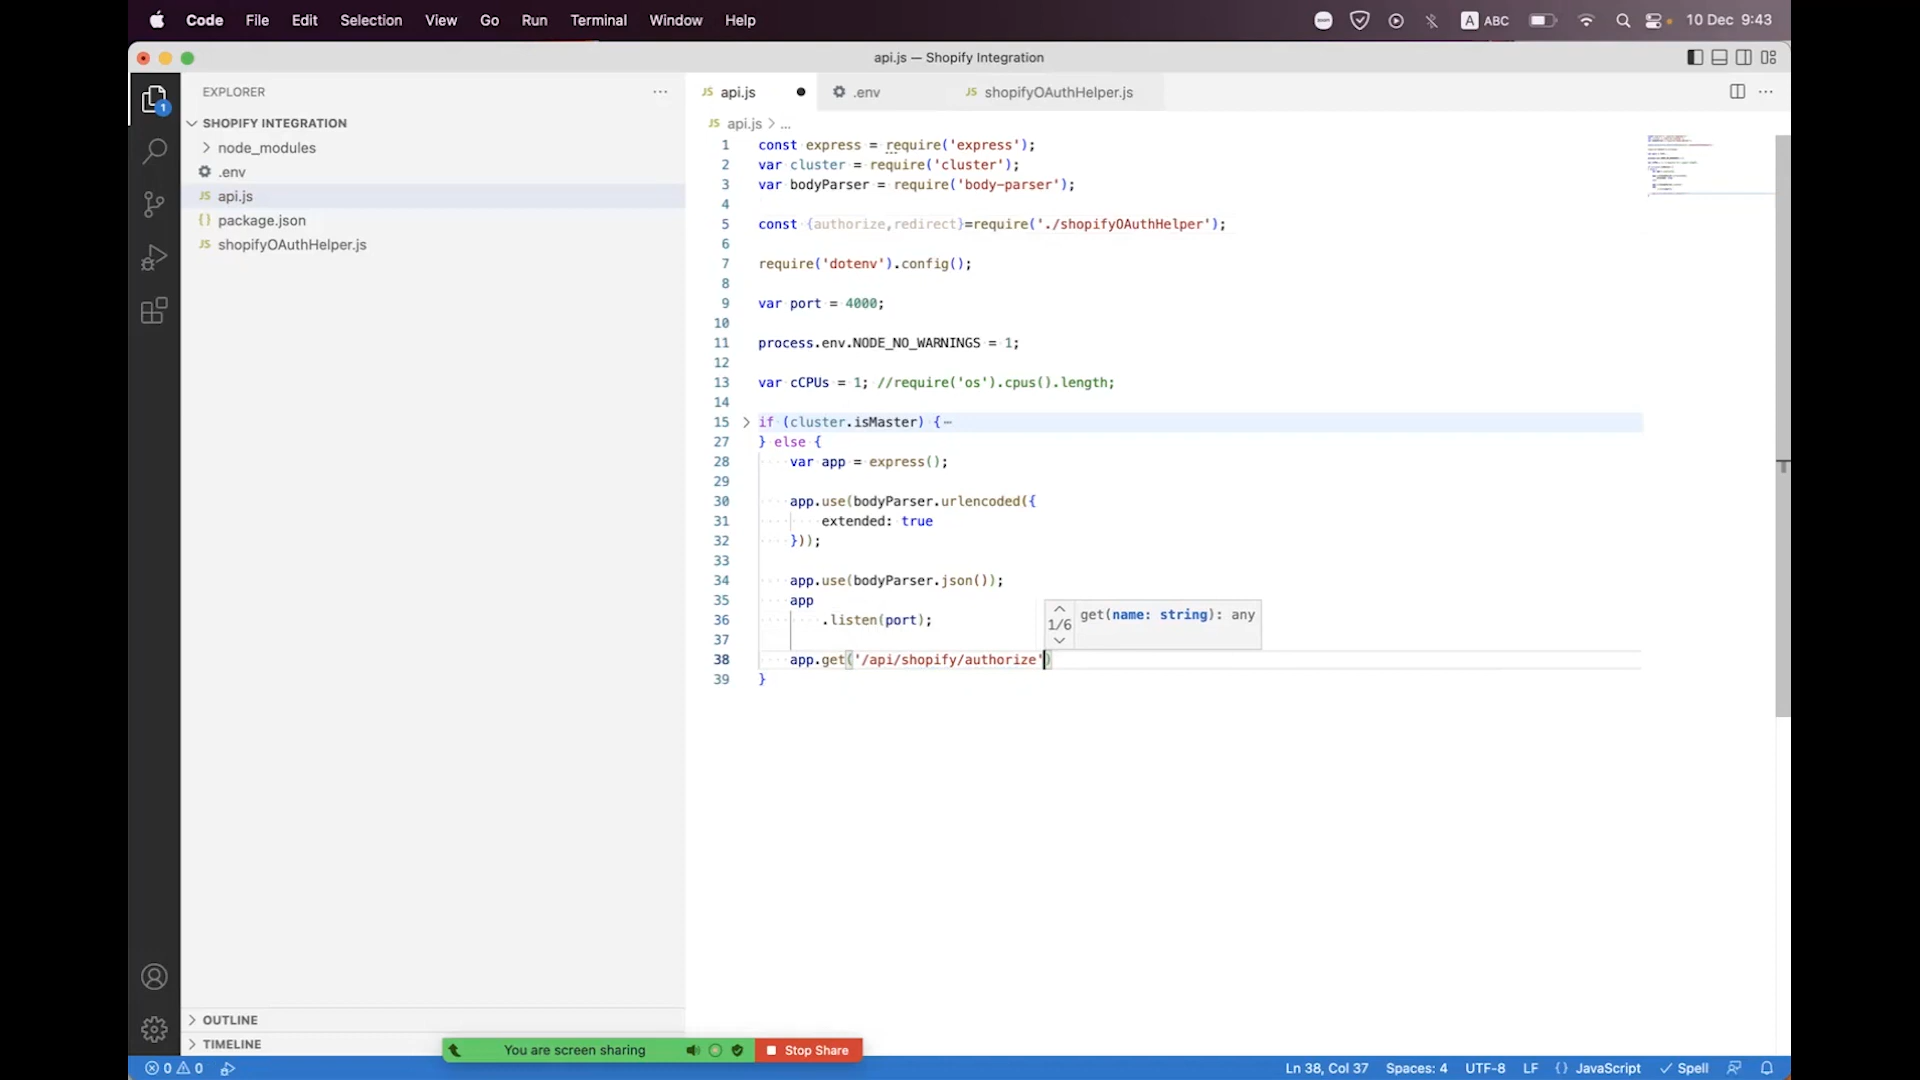 Code File Edit Selection View Go Run Terminal Window Help A ABC 10 Dec 9:43
api.js — Shopify Integration
EXPLORER
JS api.js
.env
JS shopifyOAuthHelper.js
SHOPIFY INTEGRATION
node_modules
.env
JS api.js
{} package.json
JS shopifyOAuthHelper.js
1
JS api.js > ...
1 const express = require('express');
2 var cluster = require('cluster');
3 var bodyParser = require('body-parser');
4
5 const {authorize,redirect}=require('./shopifyOAuthHelper');
6
7 require('dotenv').config();
8
9 var port = 4000;
10
11 process.env.NODE_NO_WARNINGS = 1;
12
13 var cCPUs = 1; //require('os').cpus().length;
14
15 if (cluster.isMaster) {
27 } else {
28 var app = express();
29
30 app.use(bodyParser.urlencoded({
31 extended: true
32 }));
33
34 app.use(bodyParser.json());
35 app
36 .listen(port);
37
38 app.get('/api/shopify/authorize')
39 }
1/6 get(name: string): any
OUTLINE
TIMELINE
You are screen sharing Stop Share
0 0 Ln 38, Col 37 Spaces: 4 UTF-8 LF {} JavaScript Spell